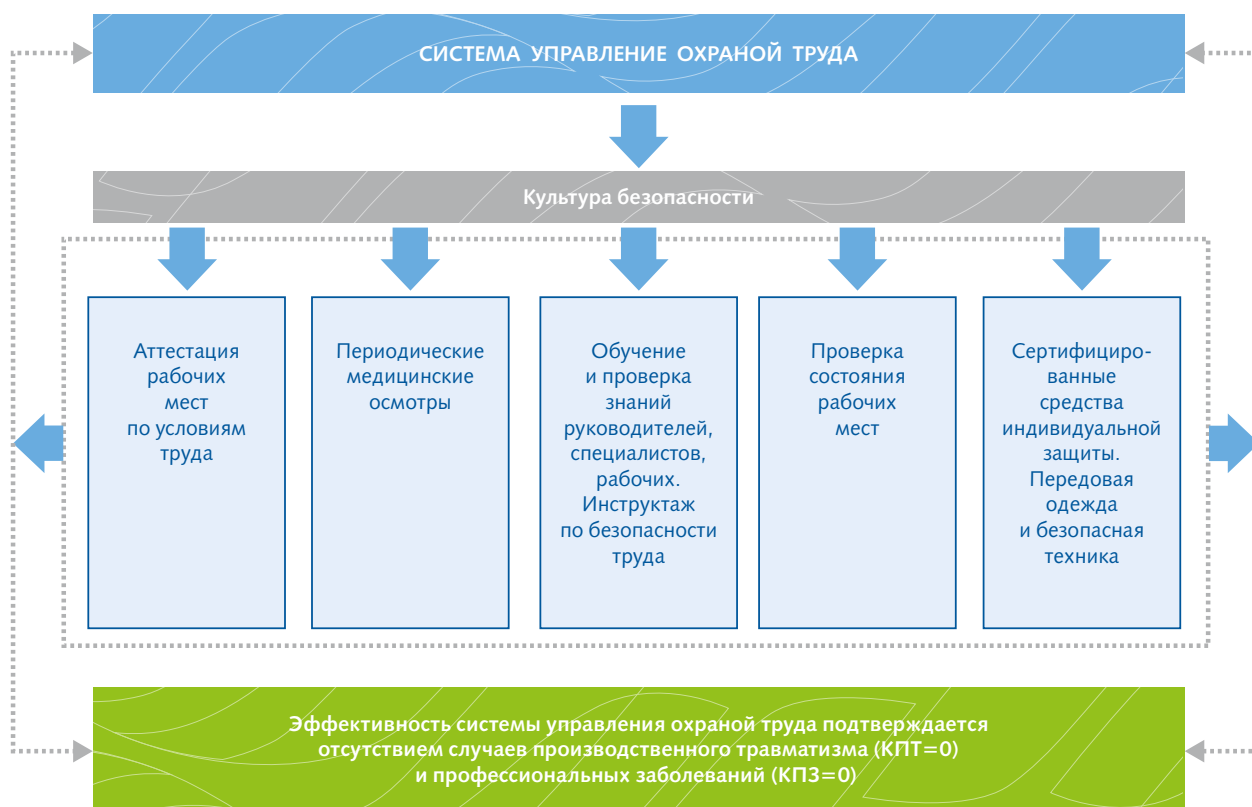 СИСТЕМА УПРАВЛЕНИЕ ОХРАНОЙ ТРУДА
Культура безопасности
Аттестация
рабочих
мест
по условиям
труда
Периодические
медицинские
осмотры
Обучение
и проверка
знаний
руководителей,
специалистов,
рабочих.
Инструктаж
по безопасности
труда
Проверка
состояния
рабочих
мест
Сертифициро-
ванные
средства
индивидуальной
защиты.
Передовая
одежда
и безопасная
техника
Эффективность системы управления охраной труда подтверждается
отсутствием случаев производственного травматизма (КПТ=0)
и профессиональных заболеваний (КПЗ=0)